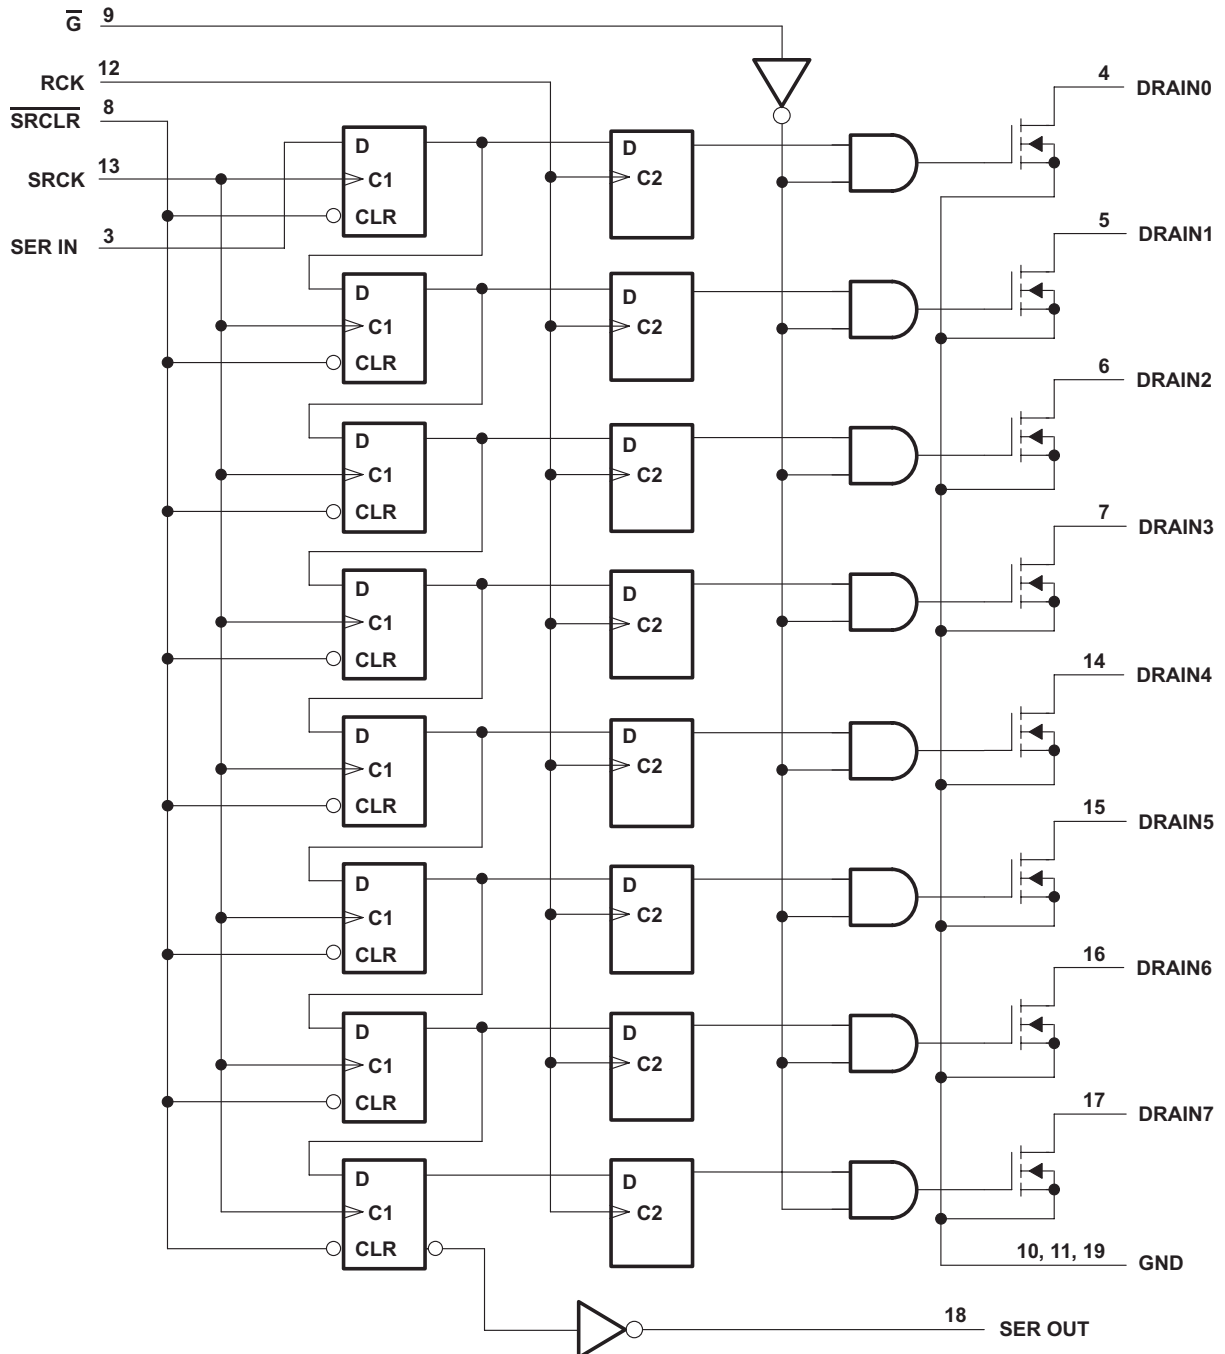 G̅ 9
RCK 12
S̅R̅C̅L̅R̅ 8
SRCK 13
SER IN 3
D
C1
CLR
D
C2
4 DRAIN0
D
C1
CLR
D
C2
5 DRAIN1
D
C1
CLR
D
C2
6 DRAIN2
D
C1
CLR
D
C2
7 DRAIN3
D
C1
CLR
D
C2
14 DRAIN4
D
C1
CLR
D
C2
15 DRAIN5
D
C1
CLR
D
C2
16 DRAIN6
D
C1
CLR
D
C2
17 DRAIN7
10, 11, 19 GND
18 SER OUT